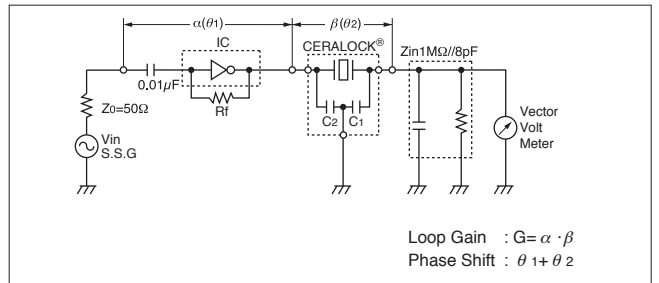 α(θ1)
β(θ2)
IC
CERALOCK®
Zin1MΩ//8pF
0.01μF
Z0=50Ω
Rf
C2
C1
Vector
Volt
Meter
Vin
S.S.G
Loop Gain : G= α · β
Phase Shift : θ 1+ θ 2